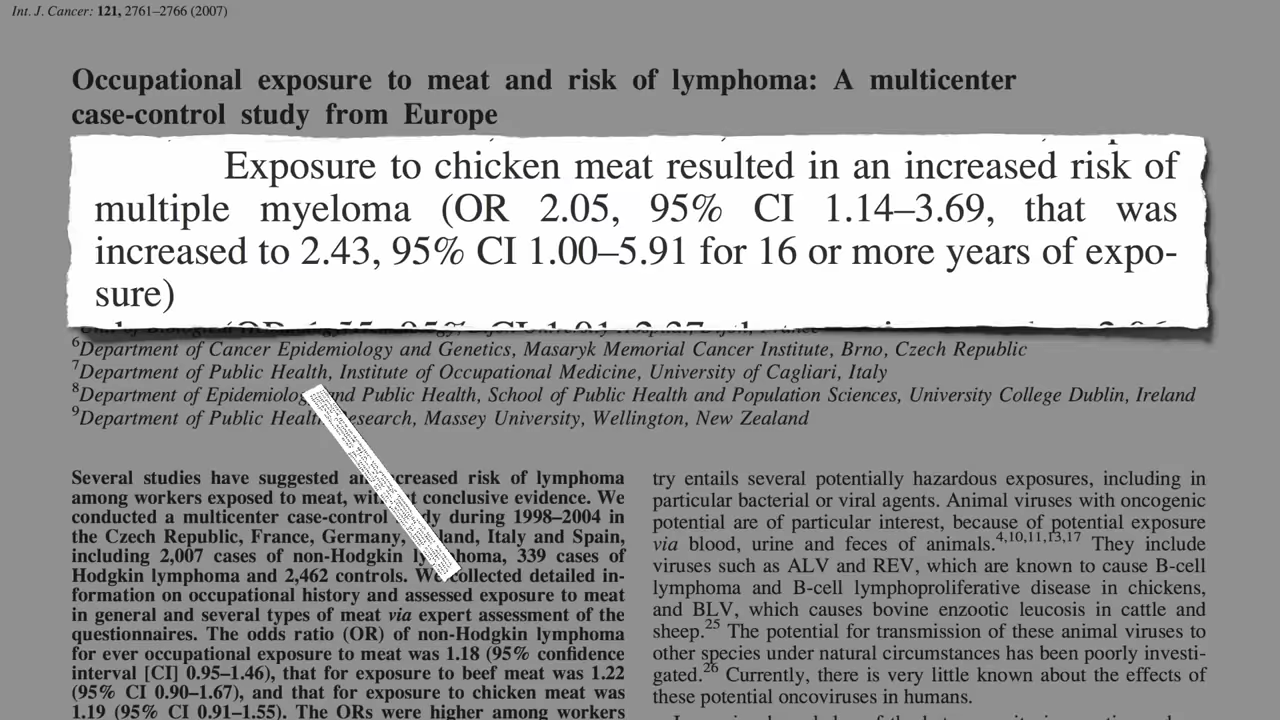 Int. J. Cancer: 121, 2761–2766 (2007)
Occupational exposure to meat and risk of lymphoma: A multicenter
case-control study from Europe
Exposure to chicken meat resulted in an increased risk of
multiple myeloma (OR 2.05, 95% CI 1.14–3.69, that was
increased to 2.43, 95% CI 1.00–5.91 for 16 or more years of expo-
sure)
6Department of Cancer Epidemiology and Genetics, Masaryk Memorial Cancer Institute, Brno, Czech Republic
7Department of Public Health, Institute of Occupational Medicine, University of Cagliari, Italy
8Department of Epidemiology and Public Health, School of Public Health and Population Sciences, University College Dublin, Ireland
9Department of Public Health Research, Massey University, Wellington, New Zealand
Several studies have suggested an increased risk of lymphoma
among workers exposed to meat, without conclusive evidence. We
conducted a multicenter case-control study during 1998–2004 in
the Czech Republic, France, Germany, Ireland, Italy and Spain,
including 2,007 cases of non-Hodgkin lymphoma, 339 cases of
Hodgkin lymphoma and 2,462 controls. We collected detailed in-
formation on occupational history and assessed exposure to meat
in general and several types of meat via expert assessment of the
questionnaires. The odds ratio (OR) of non-Hodgkin lymphoma
for ever occupational exposure to meat was 1.18 (95% confidence
interval [CI] 0.95–1.46), that for exposure to beef meat was 1.22
(95% CI 0.90–1.67), and that for exposure to chicken meat was
1.19 (95% CI 0.91–1.55). The ORs were higher among workers
try entails several potentially hazardous exposures, including in
particular bacterial or viral agents. Animal viruses with oncogenic
potential are of particular interest, because of potential exposure
via blood, urine and feces of animals.4,10,11,13,17 They include
viruses such as ALV and REV, which are known to cause B-cell
lymphoma and B-cell lymphoproliferative disease in chickens,
and BLV, which causes bovine enzootic leucosis in cattle and
sheep.25 The potential for transmission of these animal viruses to
other species under natural circumstances has been poorly investi-
gated.26 Currently, there is very little known about the effects of
these potential oncoviruses in humans.